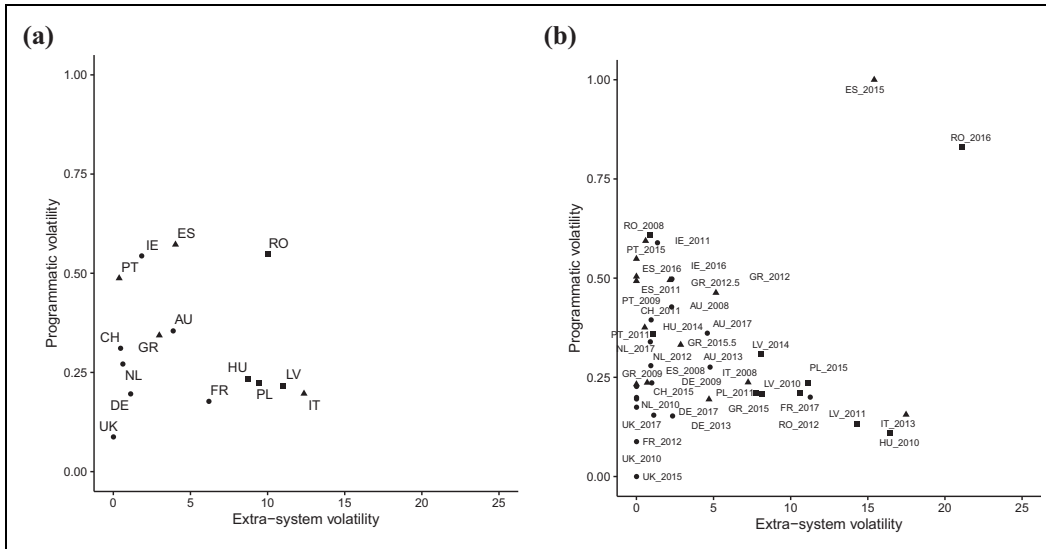 (a)
Programmatic volatility
1.00
0.75
0.50
0.25
0.00
IE
ES
RO
PT
AU
CH
GR
NL
HU
PL
LV
DE
FR
IT
UK
0
5
10
15
20
25
Extra−system volatility
(b)
Programmatic volatility
1.00
0.75
0.50
0.25
0.00
ES_2015
RO_2016
RO_2008
IE_2011
PT_2015
ES_2016
IE_2016
GR_2012
ES_2011
GR_2012.5
PT_2009
CH_2011
AU_2008
PT_2011
HU_2014
AU_2017
NL_2017
GR_2015.5
LV_2014
NL_2012
AU_2013
GR_2009
ES_2008
IT_2008
PL_2015
DE_2009
CH_2015
PL_2011
LV_2010
NL_2010
DE_2017
GR_2015
FR_2017
LV_2011
IT_2013
UK_2017
DE_2013
RO_2012
HU_2010
FR_2012
UK_2010
UK_2015
0
5
10
15
20
25
Extra−system volatility